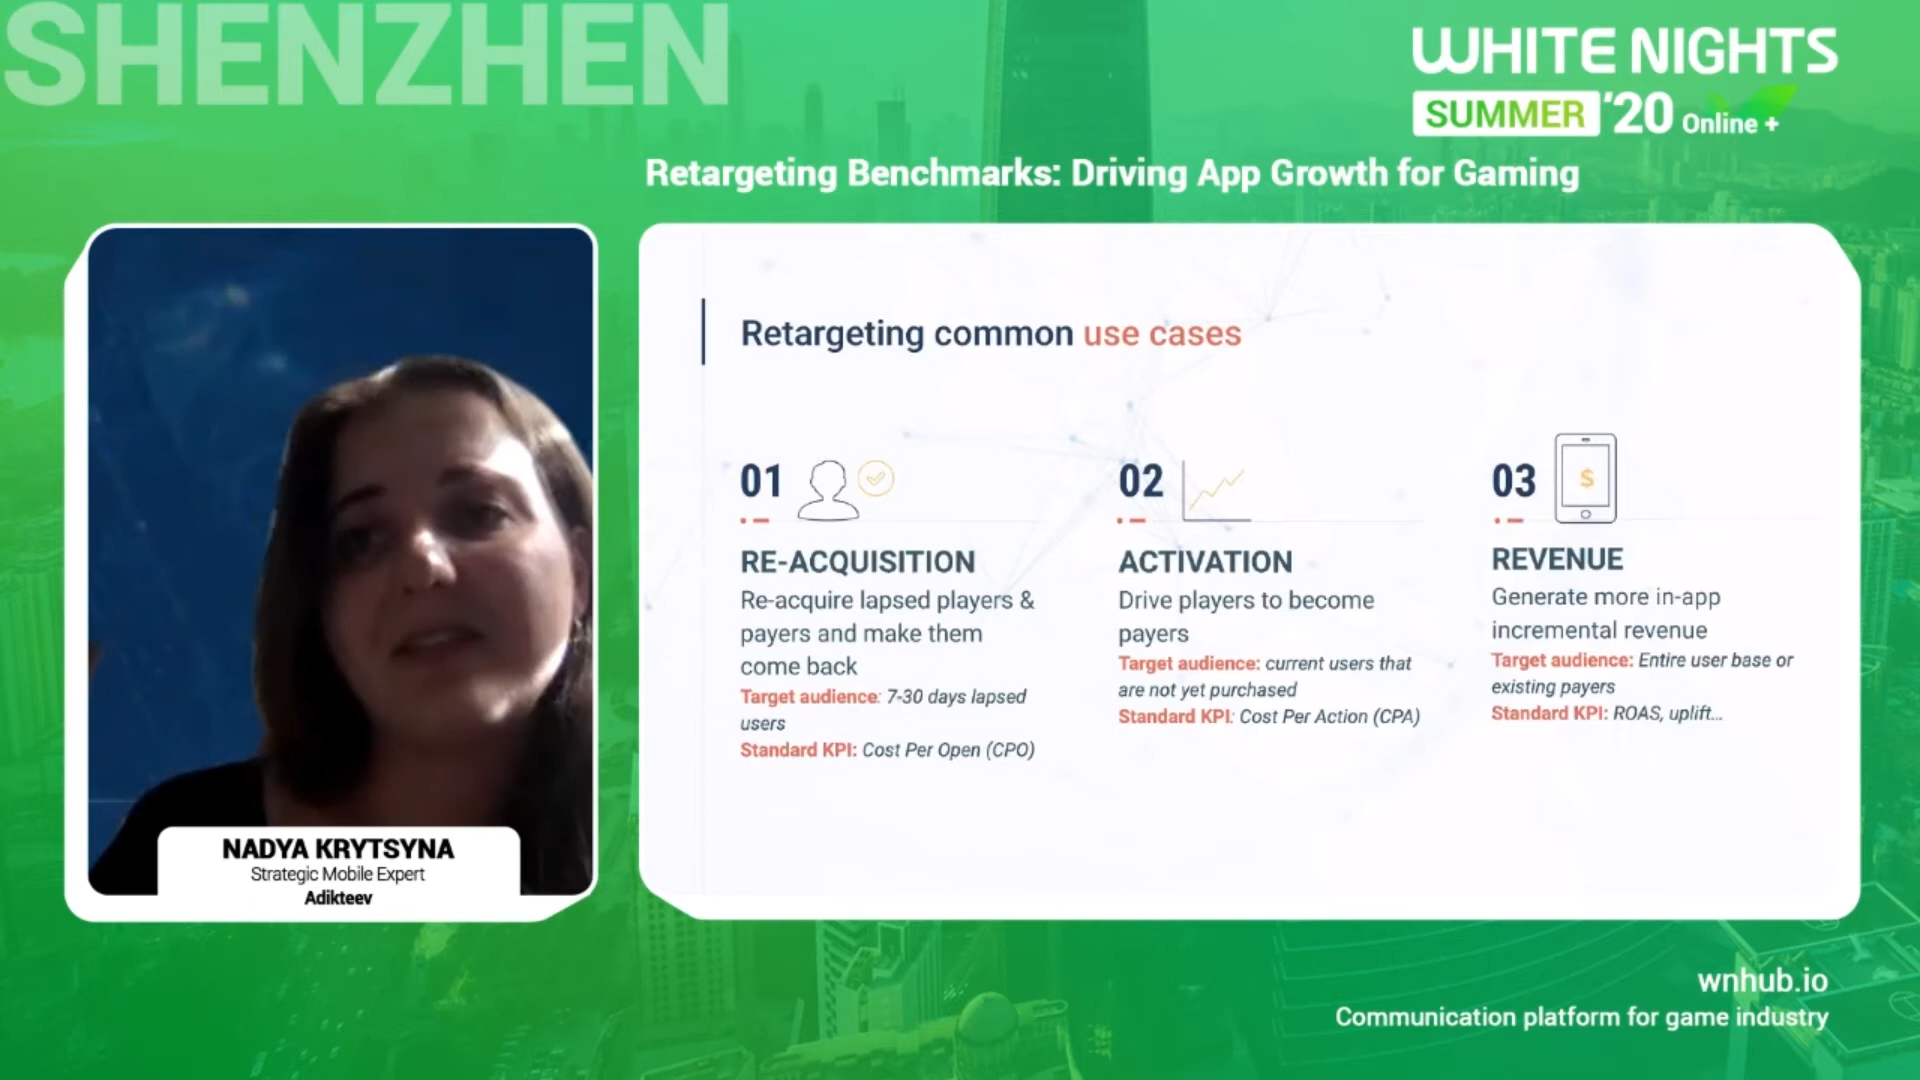 SHENZHEN
WHITE NIGHTS
SUMMER '20 Online +
Retargeting Benchmarks: Driving App Growth for Gaming
Retargeting common use cases
01
RE-ACQUISITION
Re-acquire lapsed players &
payers and make them
come back
Target audience: 7-30 days lapsed
users
Standard KPI: Cost Per Open (CPO)
02
ACTIVATION
Drive players to become
payers
Target audience: current users that
are not yet purchased
Standard KPI: Cost Per Action (CPA)
03
$
REVENUE
Generate more in-app
incremental revenue
Target audience: Entire user base or
existing payers
Standard KPI: ROAS, uplift...
NADYA KRYTSYNA
Strategic Mobile Expert
Adikteev
wnhub.io
Communication platform for game industry